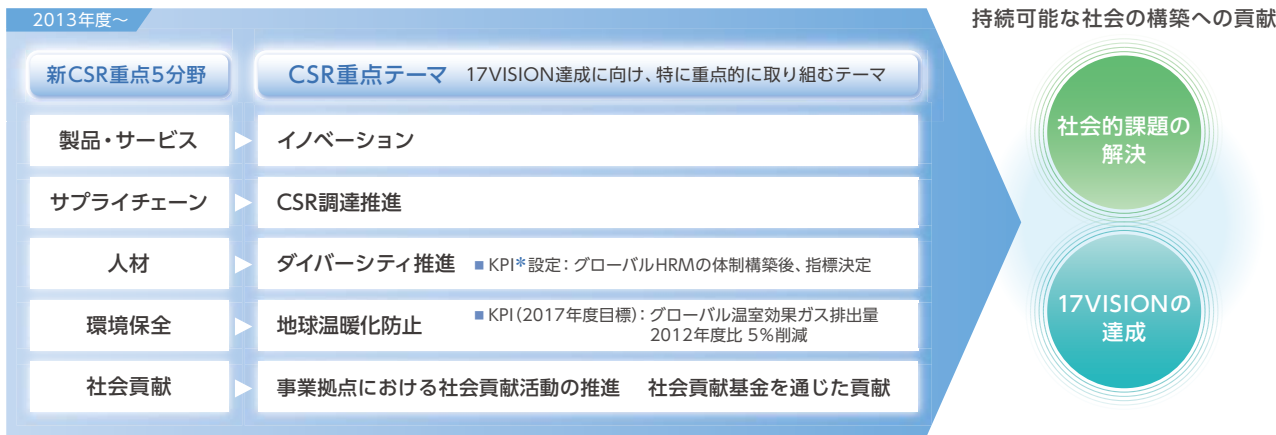 2013年度～
持続可能な社会の構築への貢献
新CSR重点5分野
CSR重点テーマ 17VISION達成に向け、特に重点的に取り組むテーマ
製品・サービス
イノベーション
サプライチェーン
CSR調達推進
人材
ダイバーシティ推進 ■KPI*設定：グローバルHRMの体制構築後、指標決定
環境保全
地球温暖化防止 ■KPI（2017年度目標）：グローバル温室効果ガス排出量
2012年度比 5%削減
社会貢献
事業拠点における社会貢献活動の推進 社会貢献基金を通じた貢献
社会的課題の
解決
17VISIONの
達成